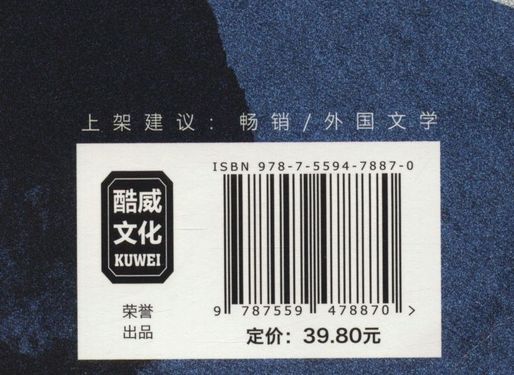 上架建议：畅销/外国文学
ISBN 978-7-5594-7887-0
酷威
文化
KUWEI
荣誉
出品
9 787559 478870 >
定价：39.80元